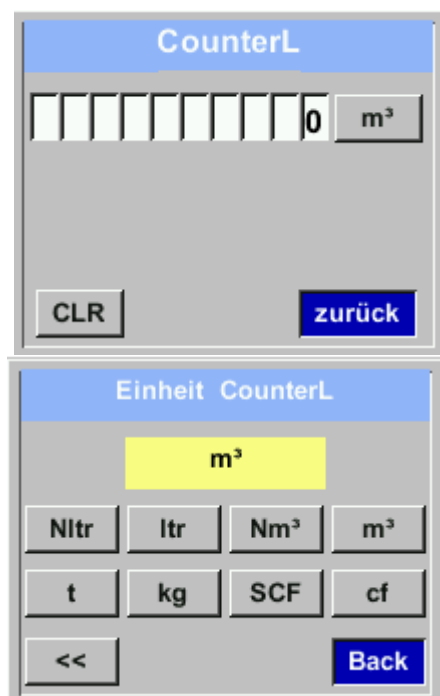 CounterL
0 m³
CLR zurück
Einheit CounterL
m³
Nltr ltr Nm³ m³
t kg SCF cf
<< Back